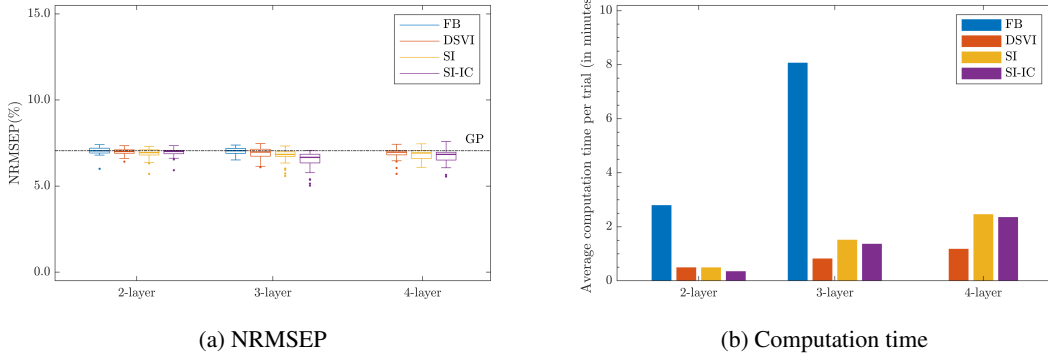 15.0
10.0
5.0
0.0
NRMSEP(%)
FB
DSVI
SI
SI-IC
GP
2-layer
3-layer
4-layer
(a) NRMSEP
10
8
6
4
2
0
Average computation time per trial (in minutes)
FB
DSVI
SI
SI-IC
2-layer
3-layer
4-layer
(b) Computation time